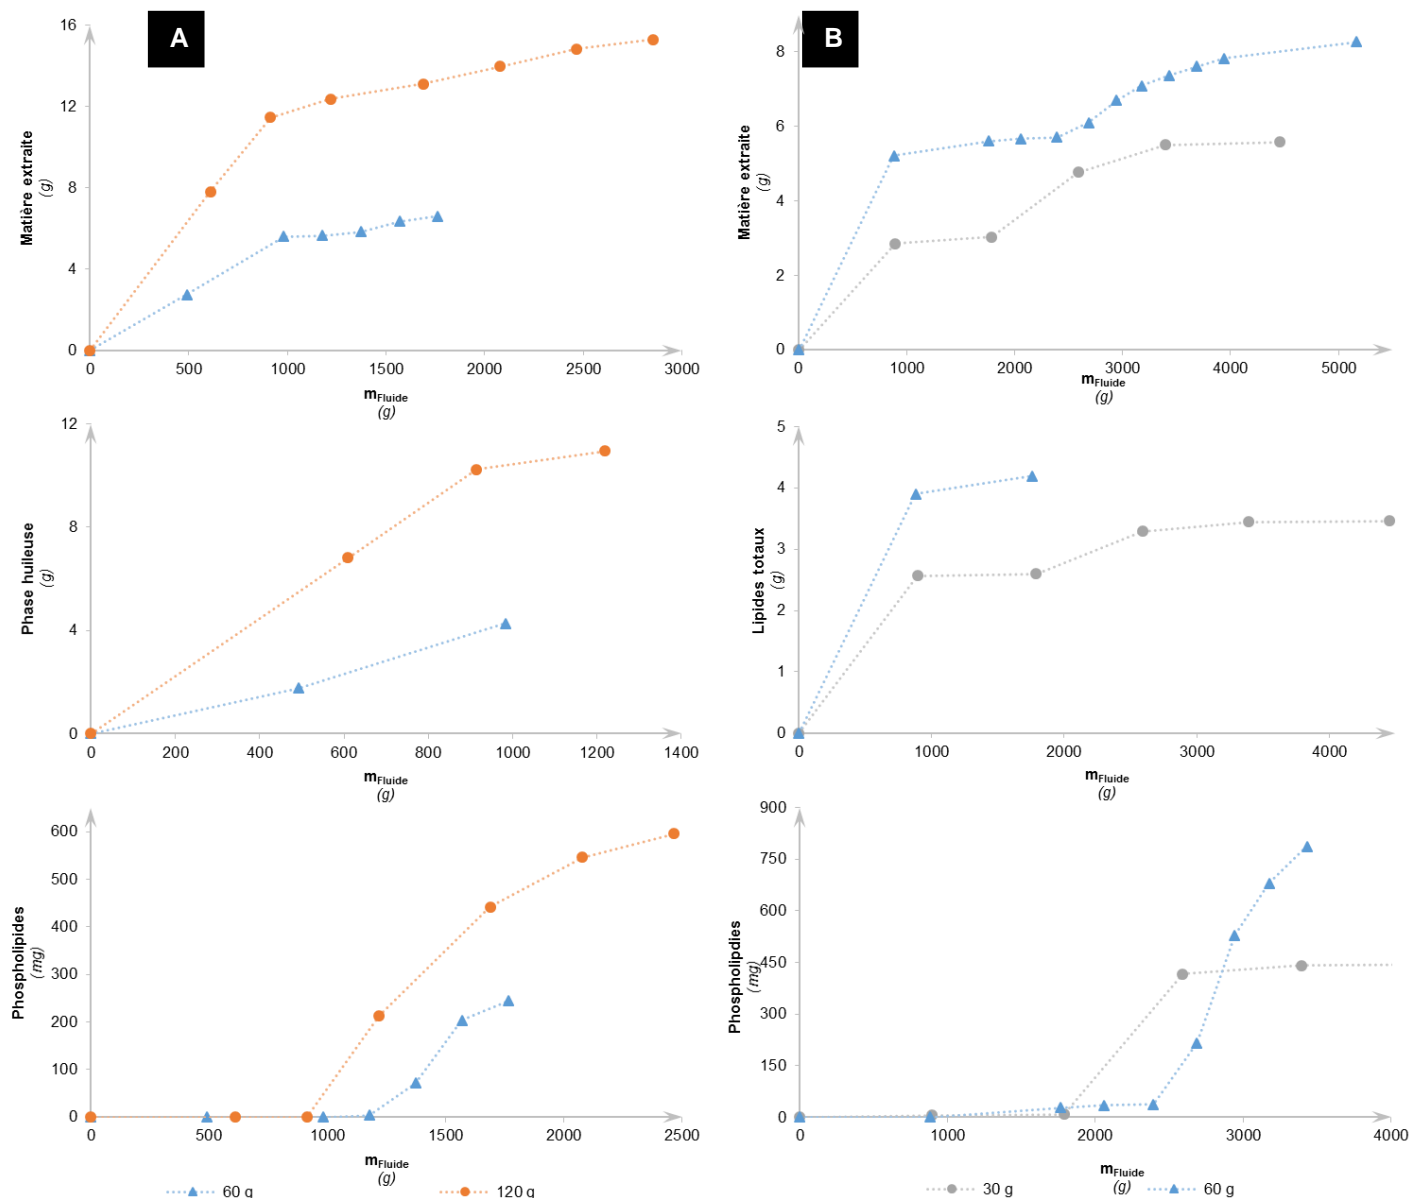 A
16
12
8
4
0
Matière extraite
(g)
0 500 1000 1500 2000 2500 3000
mFluide
(g)
B
8
6
4
2
0
Matière extraite
(g)
0 1000 2000 3000 4000 5000
mFluide
(g)
12
8
4
0
Phase huileuse
(g)
0 200 400 600 800 1000 1200 1400
mFluide
(g)
5
4
3
2
1
0
Lipides totaux
(g)
0 1000 2000 3000 4000
mFluide
(g)
600
500
400
300
200
100
0
Phospholipides
(mg)
0 500 1000 1500 2000 2500
mFluide
(g)
60 g 120 g
900
750
600
450
300
150
0
Phospholipdies
(mg)
0 1000 2000 3000 4000
mFluide
(g)
30 g 60 g